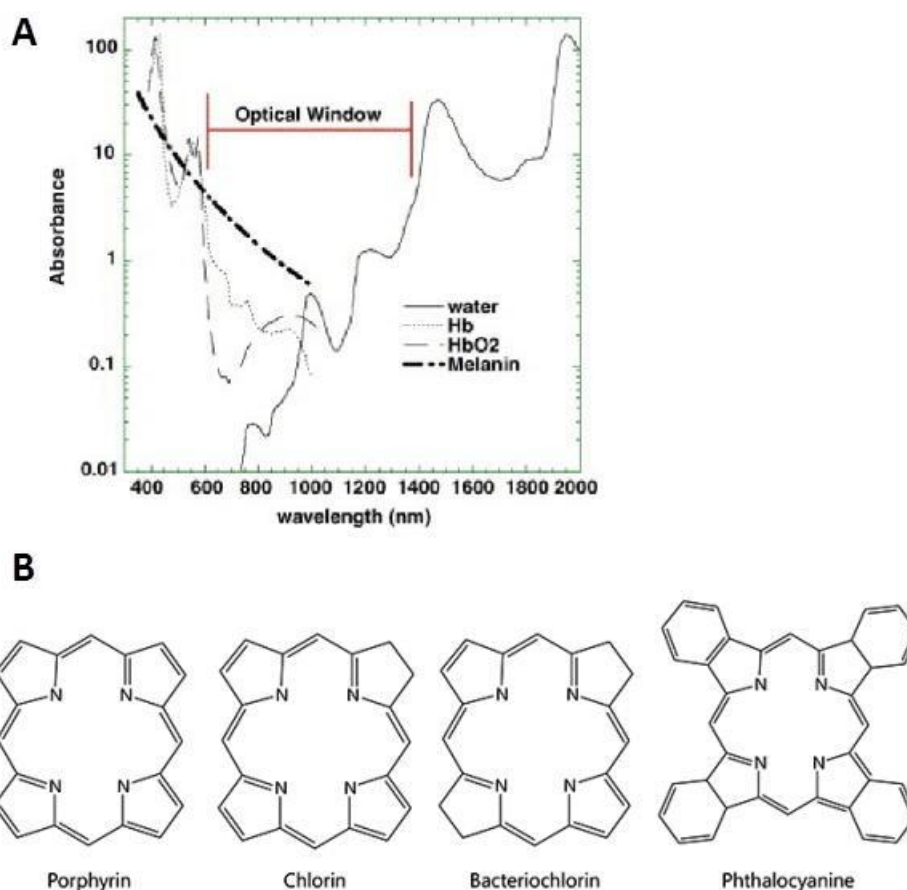 A
Absorbance
100
10
1
0.1
0.01
Optical Window
water
Hb
HbO2
Melanin
400 600 800 1000 1200 1400 1600 1800 2000
wavelength (nm)
B
N N
N N
Porphyrin
N N
N N
Chlorin
N N
N N
Bacteriochlorin
N N
N N
Phthalocyanine